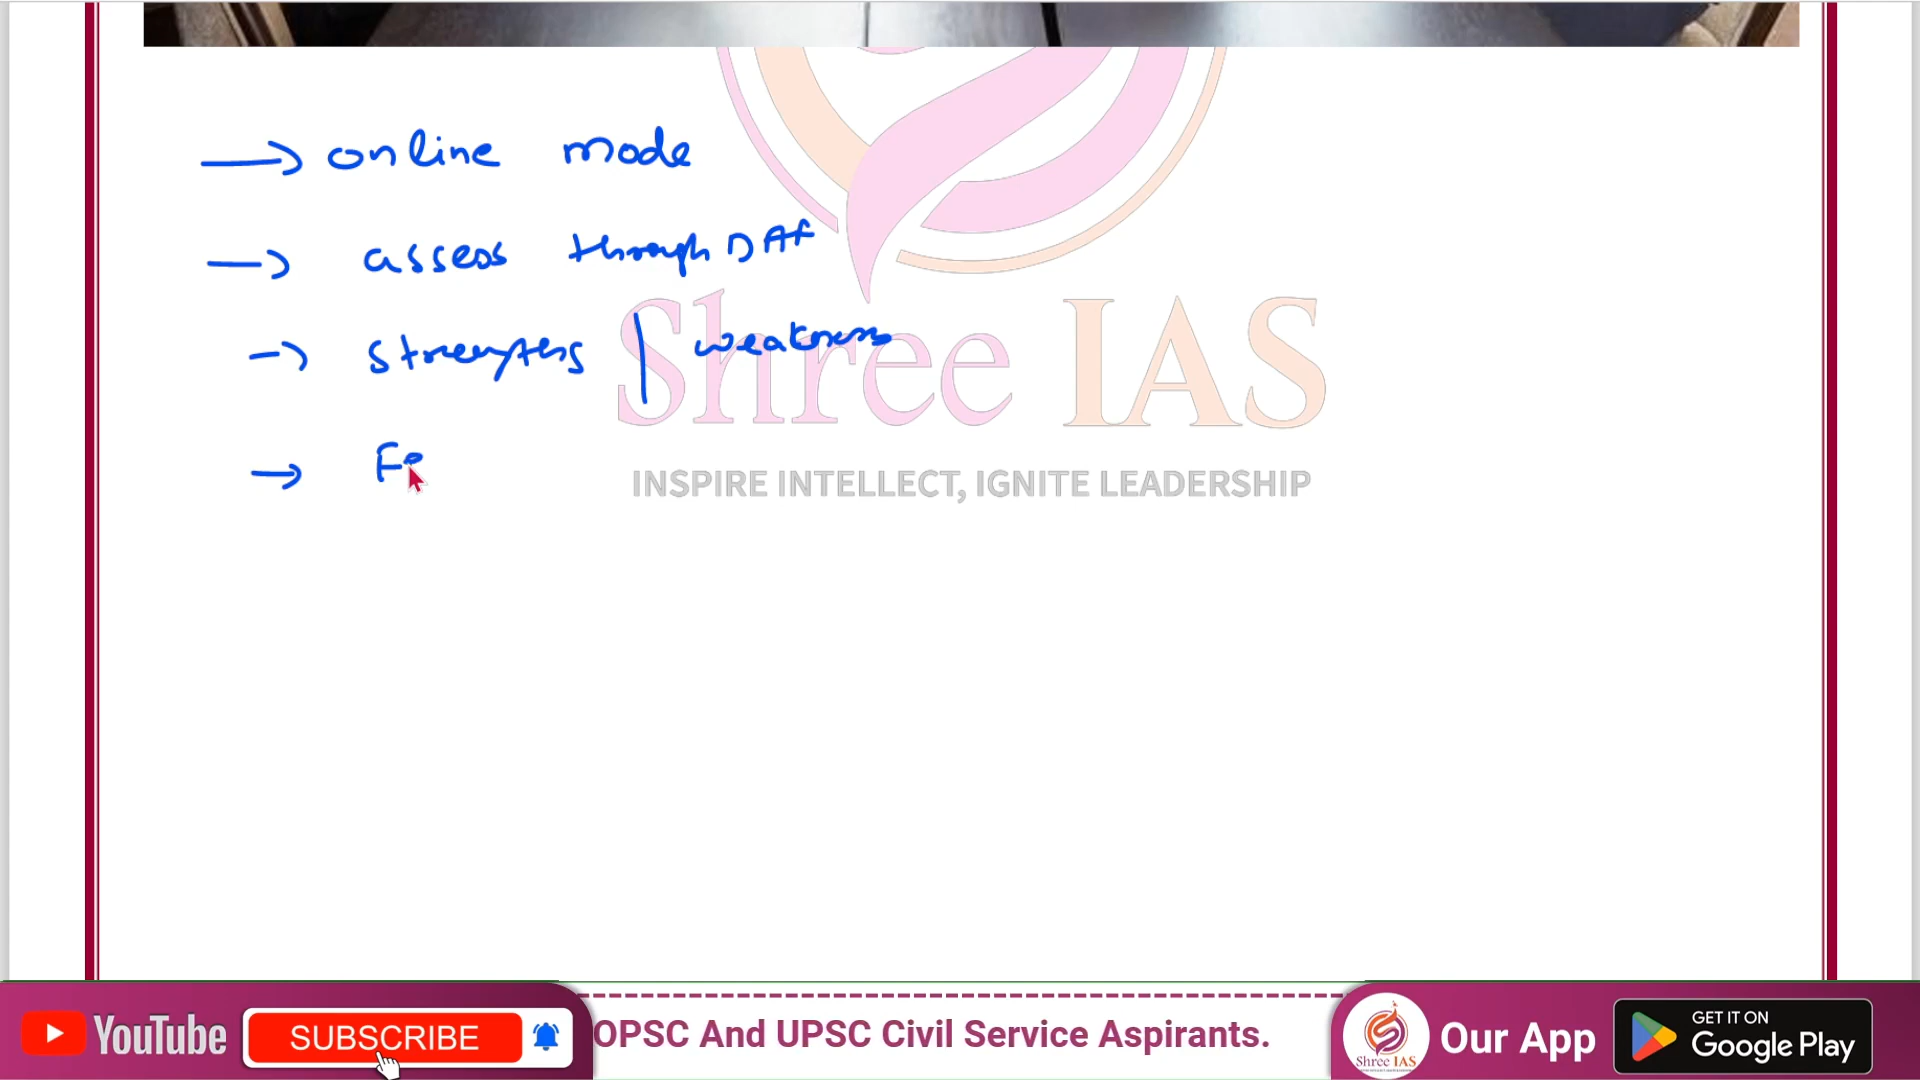 → online mode
→ assess through DAF
→ strengths | weakness
→ Fe
Shree IAS
INSPIRE INTELLECT, IGNITE LEADERSHIP
YouTube SUBSCRIBE OPSC And UPSC Civil Service Aspirants. Shree IAS Our App GET IT ON Google Play